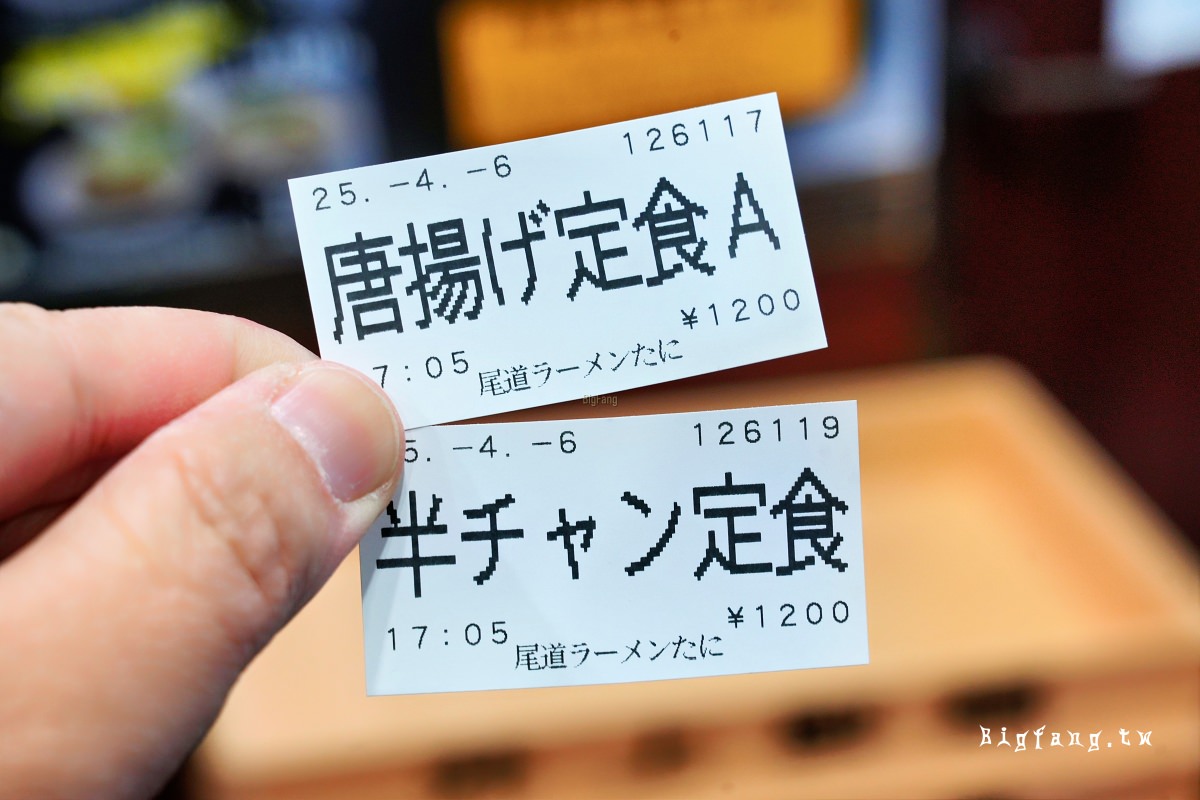 25. -4. -6 126117
唐揚げ定食A
¥1200
7:05 尾道ラーメンたに
BigFang
5. -4. -6 126119
半チャン定食
¥1200
17:05 尾道ラーメンたに
Bigfang.tw